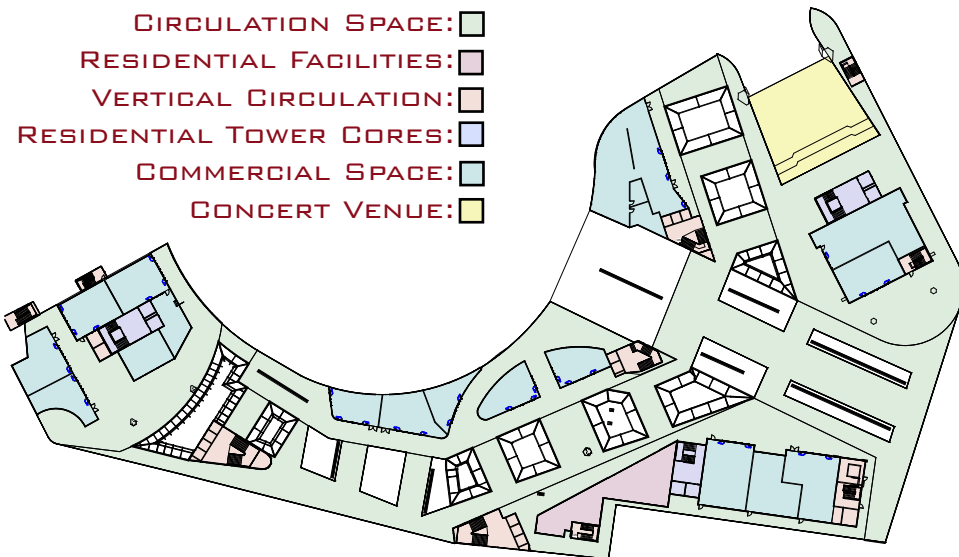 Circulation Space:
Residential Facilities:
Vertical Circulation:
Residential Tower Cores:
Commercial Space:
Concert Venue: